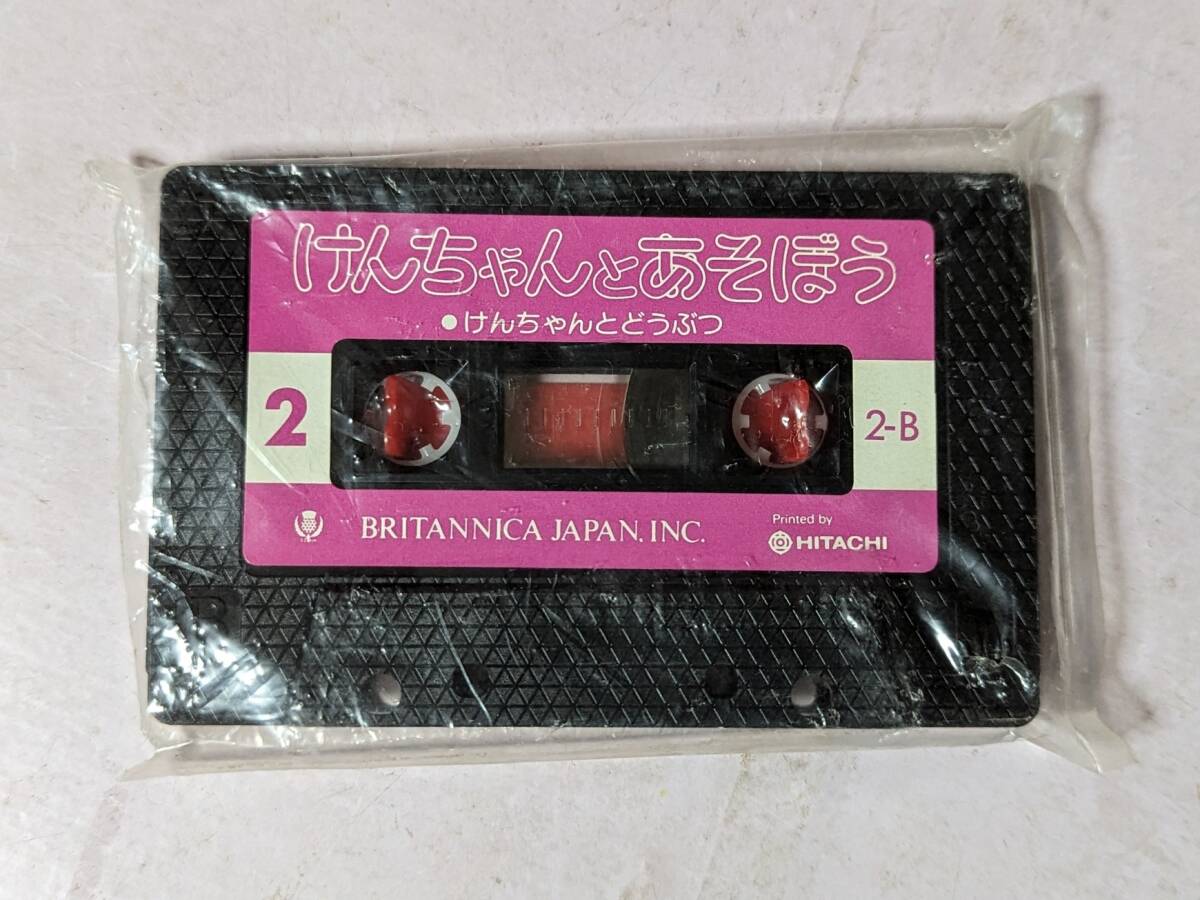 けんちゃんとあそぼう
●けんちゃんとどうぶつ
2
2-B
BRITANNICA JAPAN. INC.
Printed by
HITACHI
B